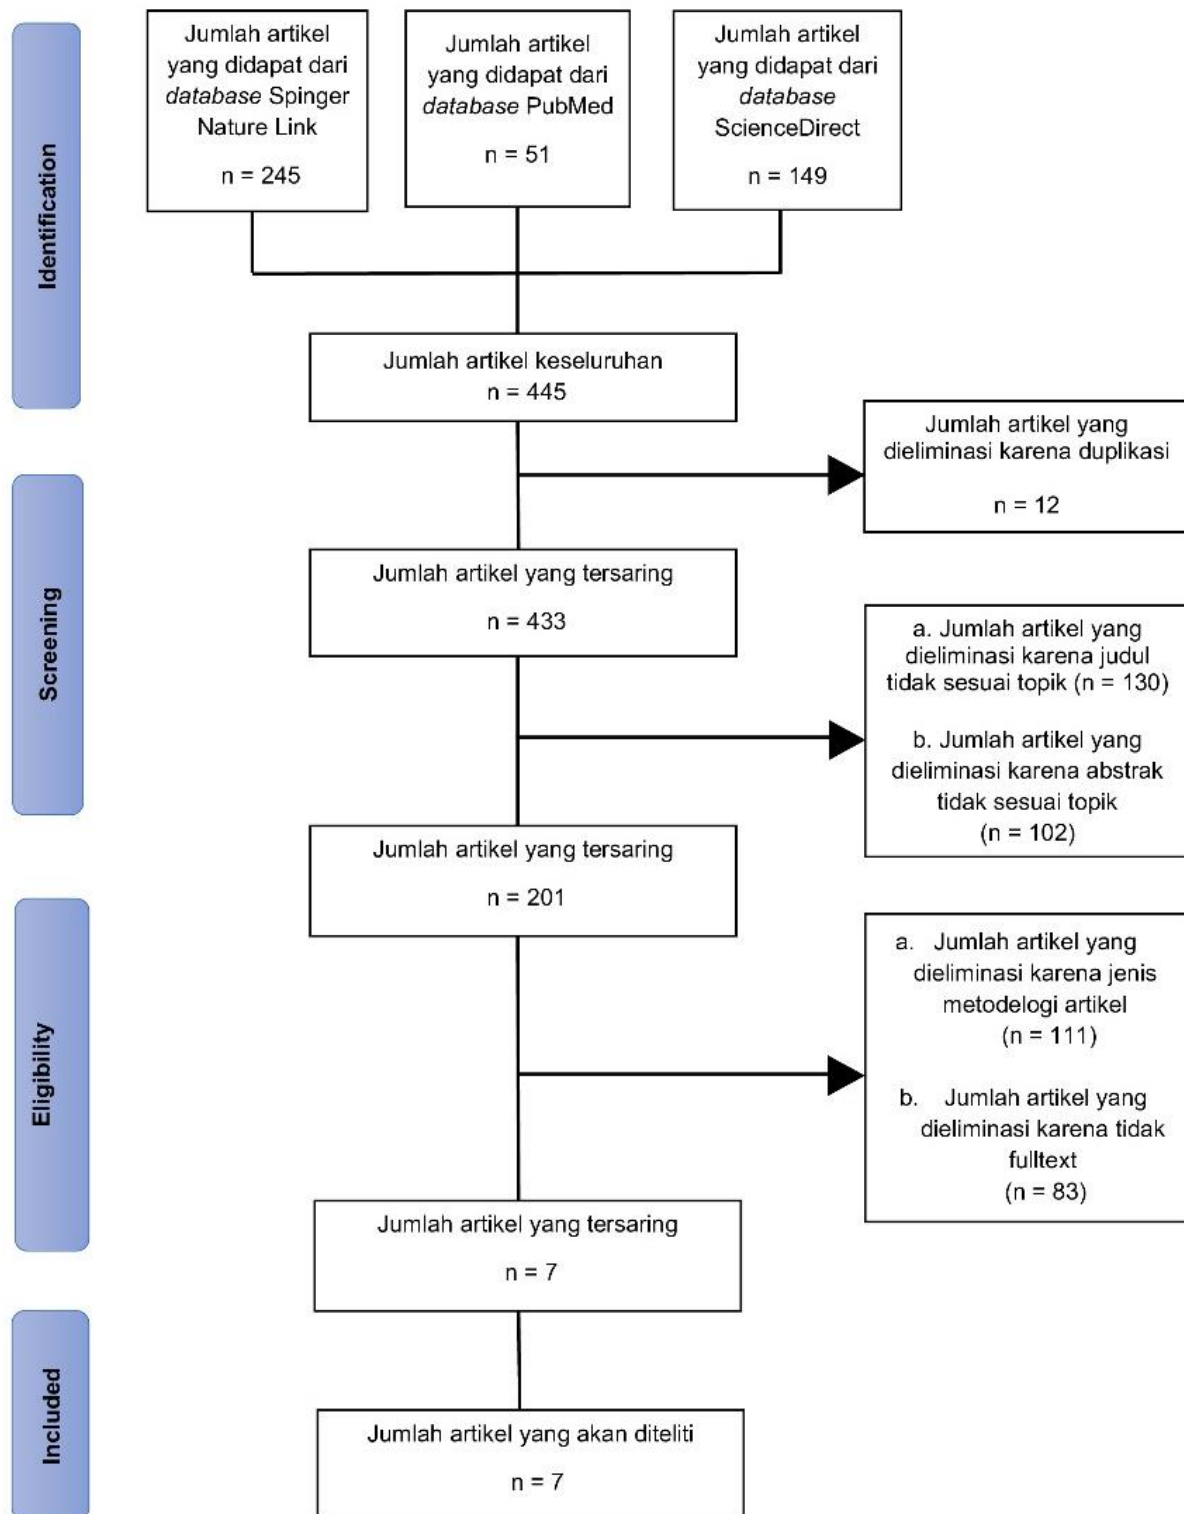 Identification
Jumlah artikel
yang didapat dari
database Spinger
Nature Link
n = 245
Jumlah artikel
yang didapat dari
database PubMed
n = 51
Jumlah artikel
yang didapat dari
database
ScienceDirect
n = 149
Jumlah artikel keseluruhan
n = 445
Jumlah artikel yang
dieliminasi karena duplikasi
n = 12
Screening
Jumlah artikel yang tersaring
n = 433
a. Jumlah artikel yang
dieliminasi karena judul
tidak sesuai topik (n = 130)
b. Jumlah artikel yang
dieliminasi karena abstrak
tidak sesuai topik
(n = 102)
Jumlah artikel yang tersaring
n = 201
Eligibility
a. Jumlah artikel yang
dieliminasi karena jenis
metodelogi artikel
(n = 111)
b. Jumlah artikel yang
dieliminasi karena tidak
fulltext
(n = 83)
Jumlah artikel yang tersaring
n = 7
Included
Jumlah artikel yang akan diteliti
n = 7